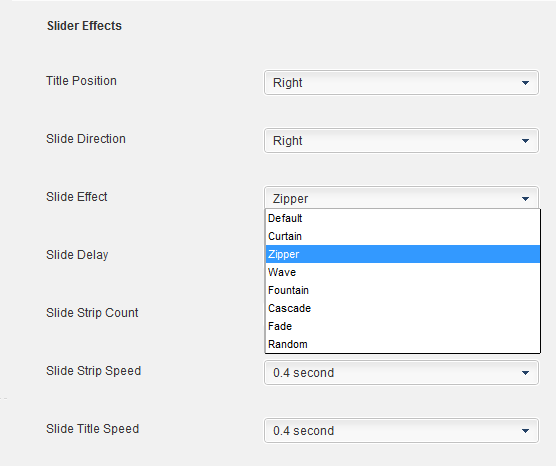 Slider Effects
Title Position Right
Slide Direction Right
Slide Effect Zipper
Default
Curtain
Zipper
Slide Delay
Wave
Fountain
Slide Strip Count
Cascade
Fade
Random
Slide Strip Speed 0.4 second
Slide Title Speed 0.4 second